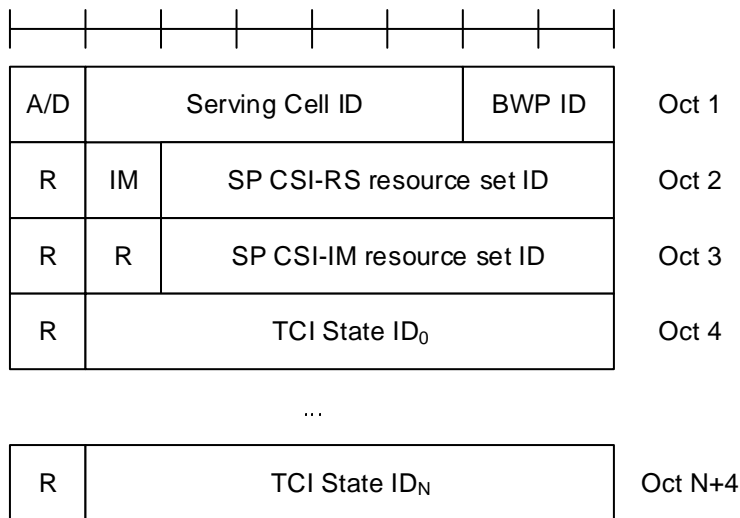 A/D Serving Cell ID BWP ID Oct 1
R IM SP CSI-RS resource set ID Oct 2
R R SP CSI-IM resource set ID Oct 3
R TCI State ID₀ Oct 4
...
R TCI State IDN Oct N+4